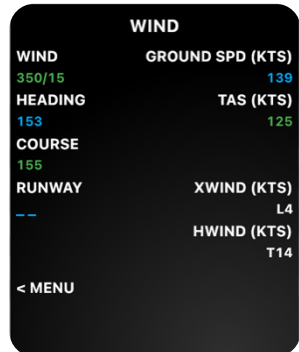 WIND
WIND GROUND SPD (KTS)
350/15 139
HEADING TAS (KTS)
153 125
COURSE
155
RUNWAY XWIND (KTS)
_ _ L4
HWIND (KTS)
T14
< MENU